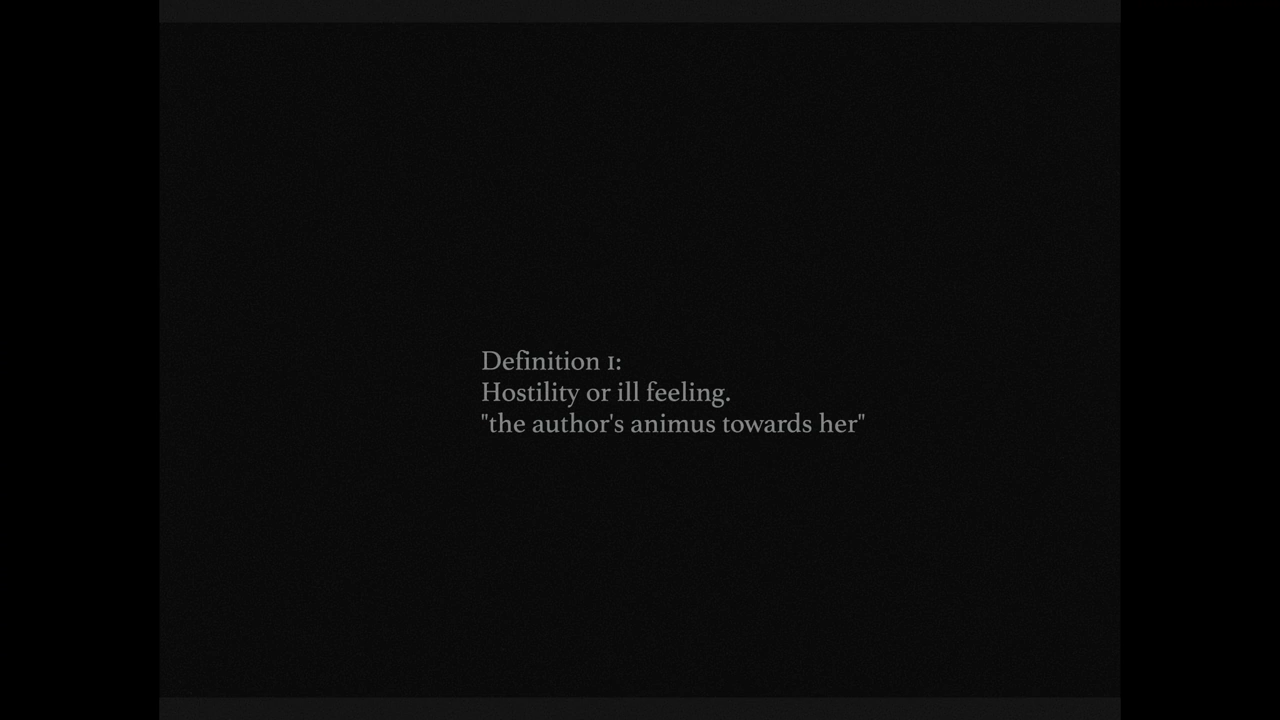 Definition 1:
Hostility or ill feeling.
"the author's animus towards her"